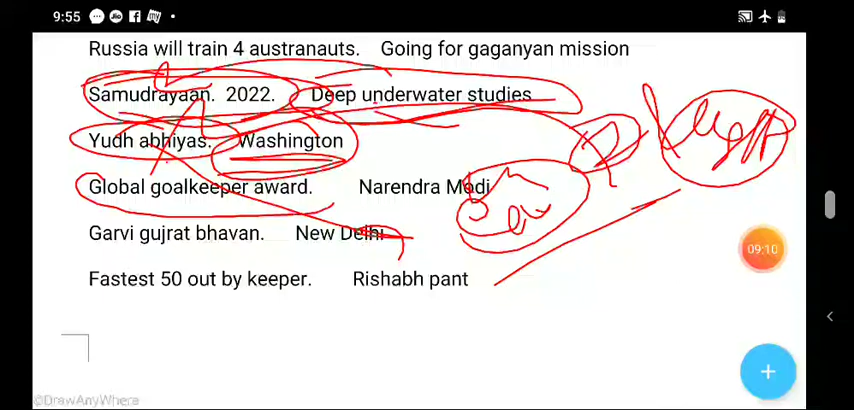 9:55
Russia will train 4 austranauts. Going for gaganyan mission
Samudrayaan. 2022. Deep underwater studies
Yudh abhiyas. Washington
Global goalkeeper award. Narendra Modi
Garvi gujrat bhavan. New Delhi
09:10
Fastest 50 out by keeper. Rishabh pant
@DrawAnyWhere